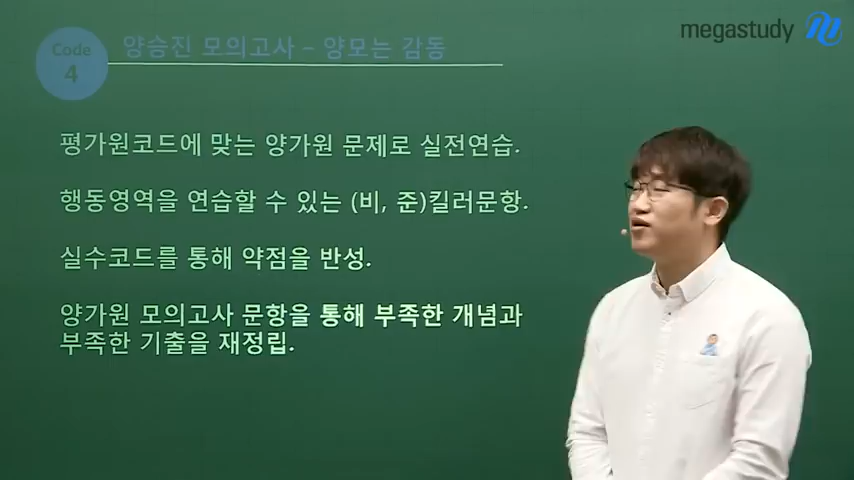 megastudy
Code
4
양승진 모의고사 – 양모는 감동
평가원코드에 맞는 양가원 문제로 실전연습.
행동영역을 연습할 수 있는 (비, 준)킬러문항.
실수코드를 통해 약점을 반성.
양가원 모의고사 문항을 통해 부족한 개념과
부족한 기출을 재정립.